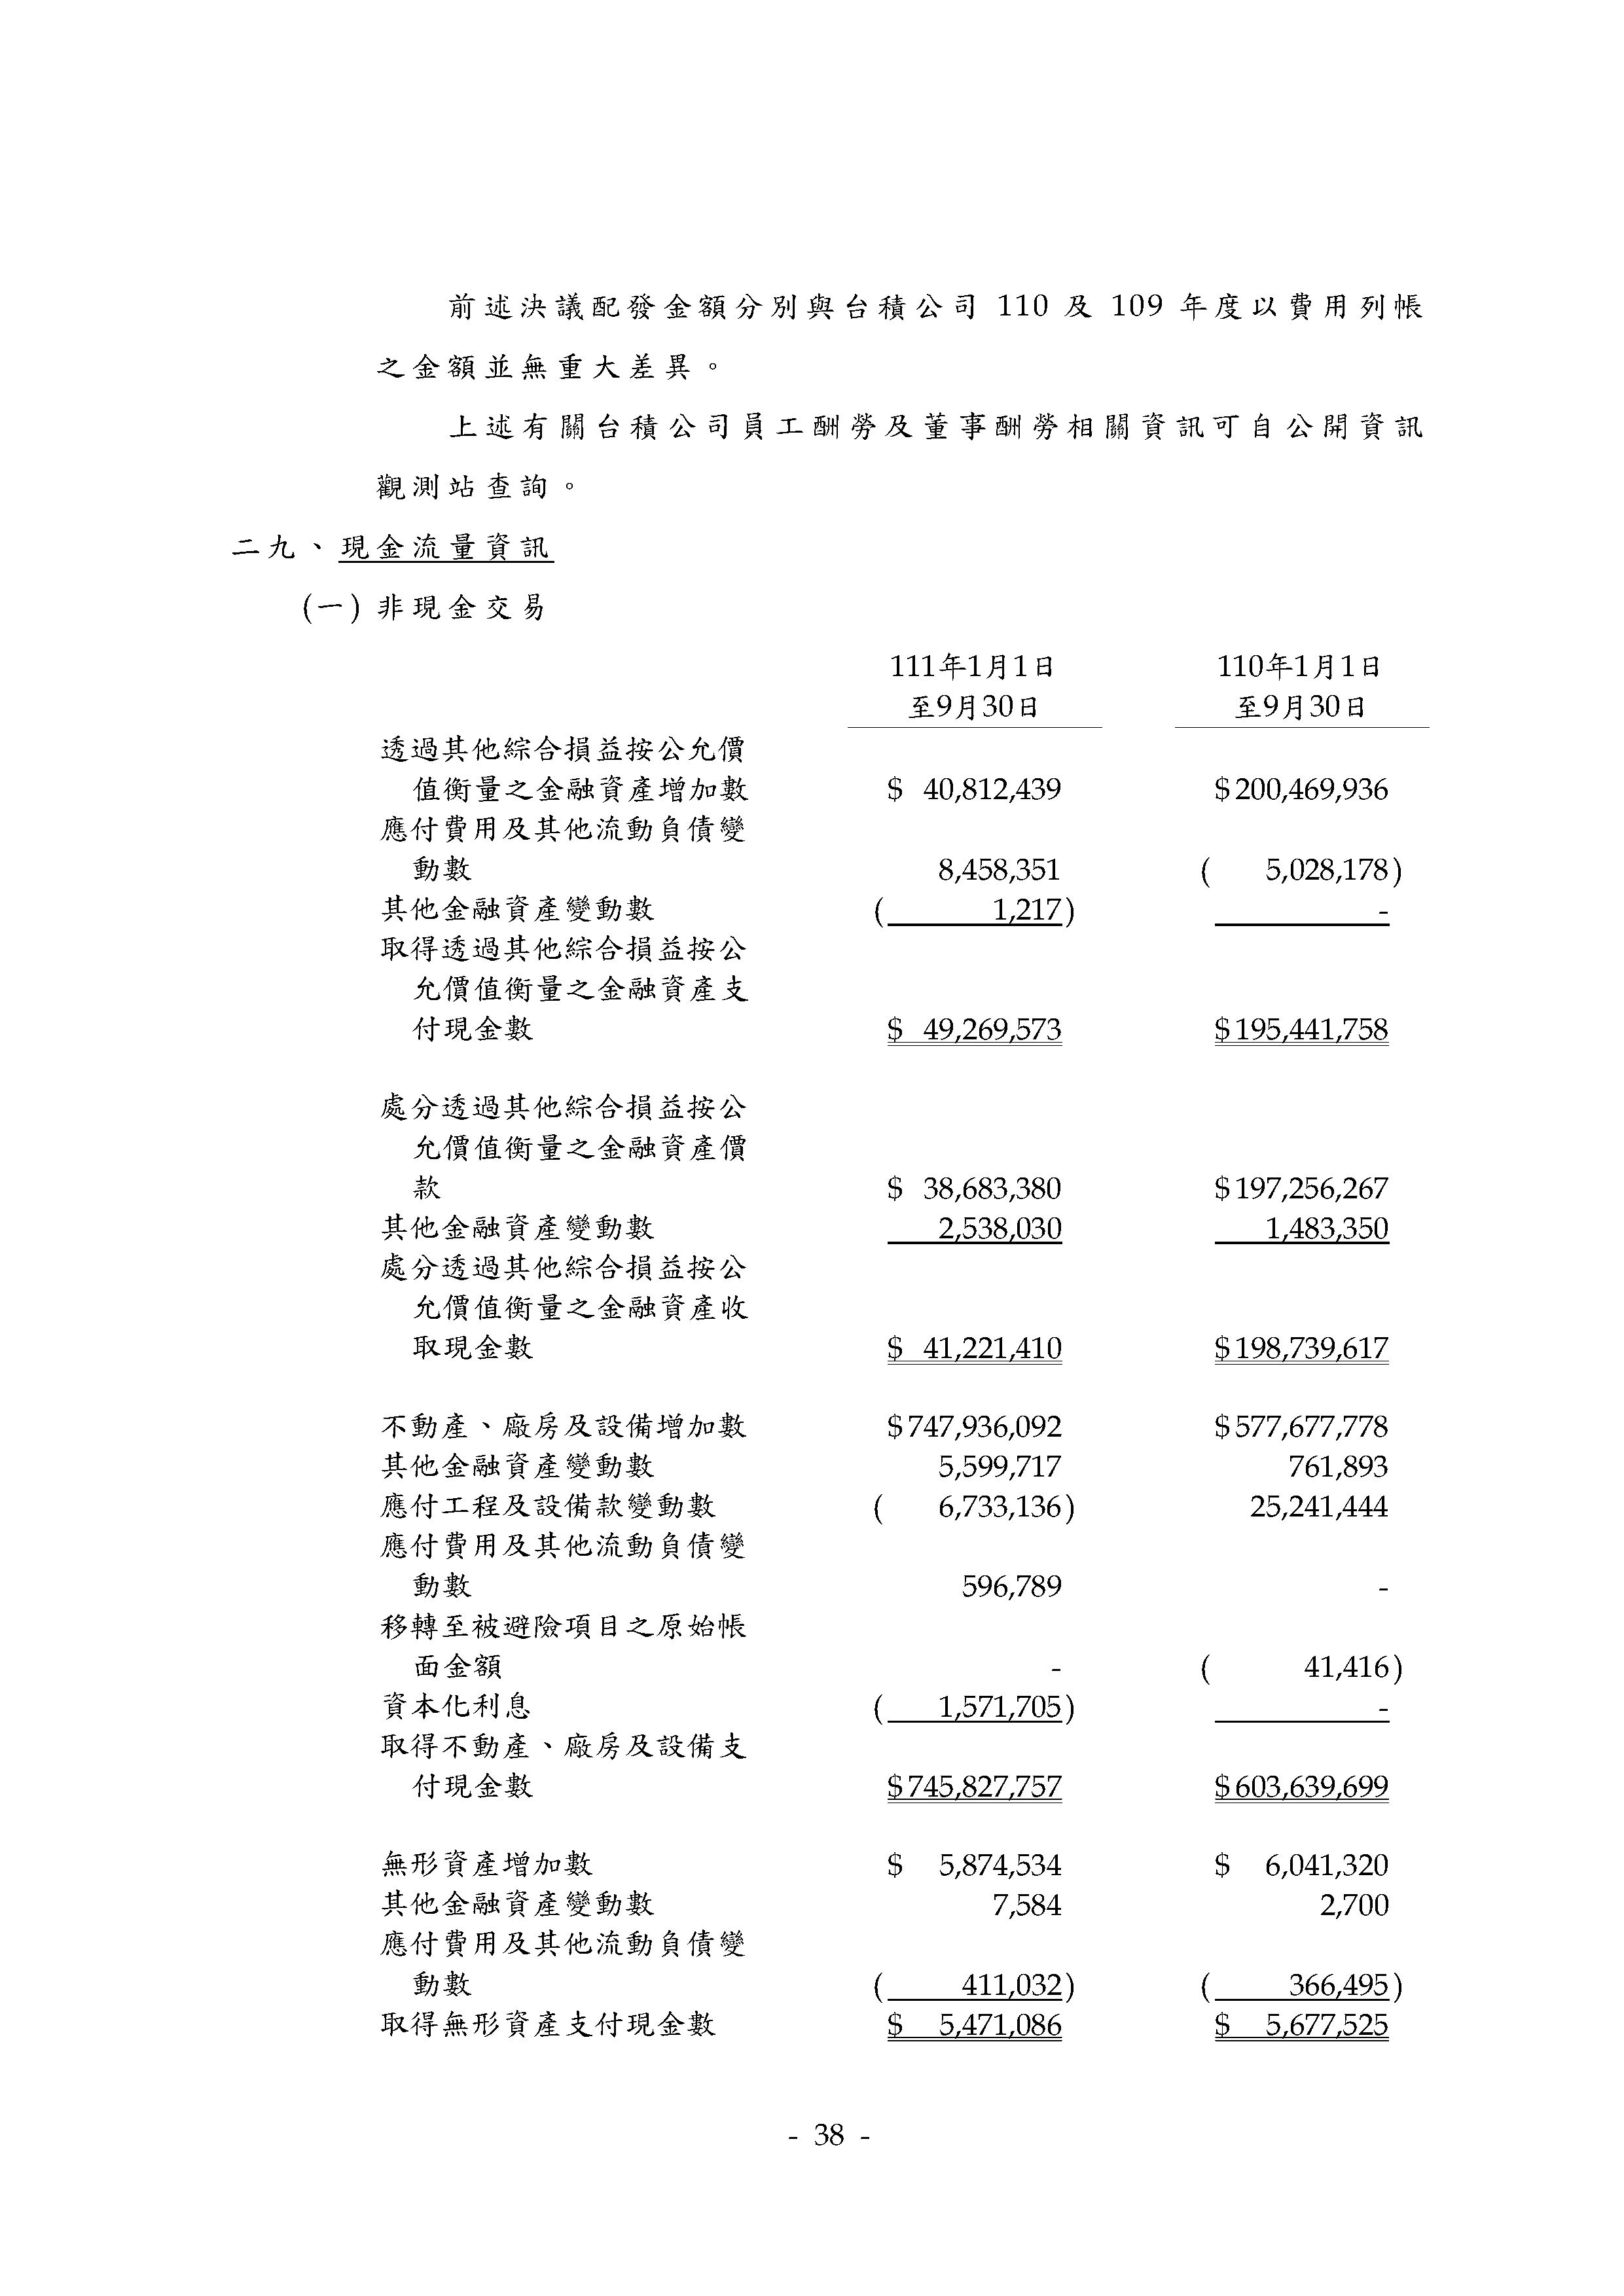 前述決議配發金額分別與台積公司 110 及 109 年度以費用列帳
之金額並無重大差異。
上述有關台積公司員工酬勞及董事酬勞相關資訊可自公開資訊
觀測站查詢。
二九、現金流量資訊
(一) 非現金交易
111年1月1日 110年1月1日
至9月30日 至9月30日
透過其他綜合損益按公允價
值衡量之金融資產增加數 $ 40,812,439 $200,469,936
應付費用及其他流動負債變
動數 8,458,351 ( 5,028,178)
其他金融資產變動數 ( 1,217) -
取得透過其他綜合損益按公
允價值衡量之金融資產支
付現金數 $ 49,269,573 $195,441,758
處分透過其他綜合損益按公
允價值衡量之金融資產價
款 $ 38,683,380 $197,256,267
其他金融資產變動數 2,538,030 1,483,350
處分透過其他綜合損益按公
允價值衡量之金融資產收
取現金數 $ 41,221,410 $198,739,617
不動產、廠房及設備增加數 $747,936,092 $577,677,778
其他金融資產變動數 5,599,717 761,893
應付工程及設備款變動數 ( 6,733,136) 25,241,444
應付費用及其他流動負債變
動數 596,789 -
移轉至被避險項目之原始帳
面金額 - ( 41,416)
資本化利息 ( 1,571,705) -
取得不動產、廠房及設備支
付現金數 $745,827,757 $603,639,699
無形資產增加數 $ 5,874,534 $ 6,041,320
其他金融資產變動數 7,584 2,700
應付費用及其他流動負債變
動數 ( 411,032) ( 366,495)
取得無形資產支付現金數 $ 5,471,086 $ 5,677,525
- 38 -